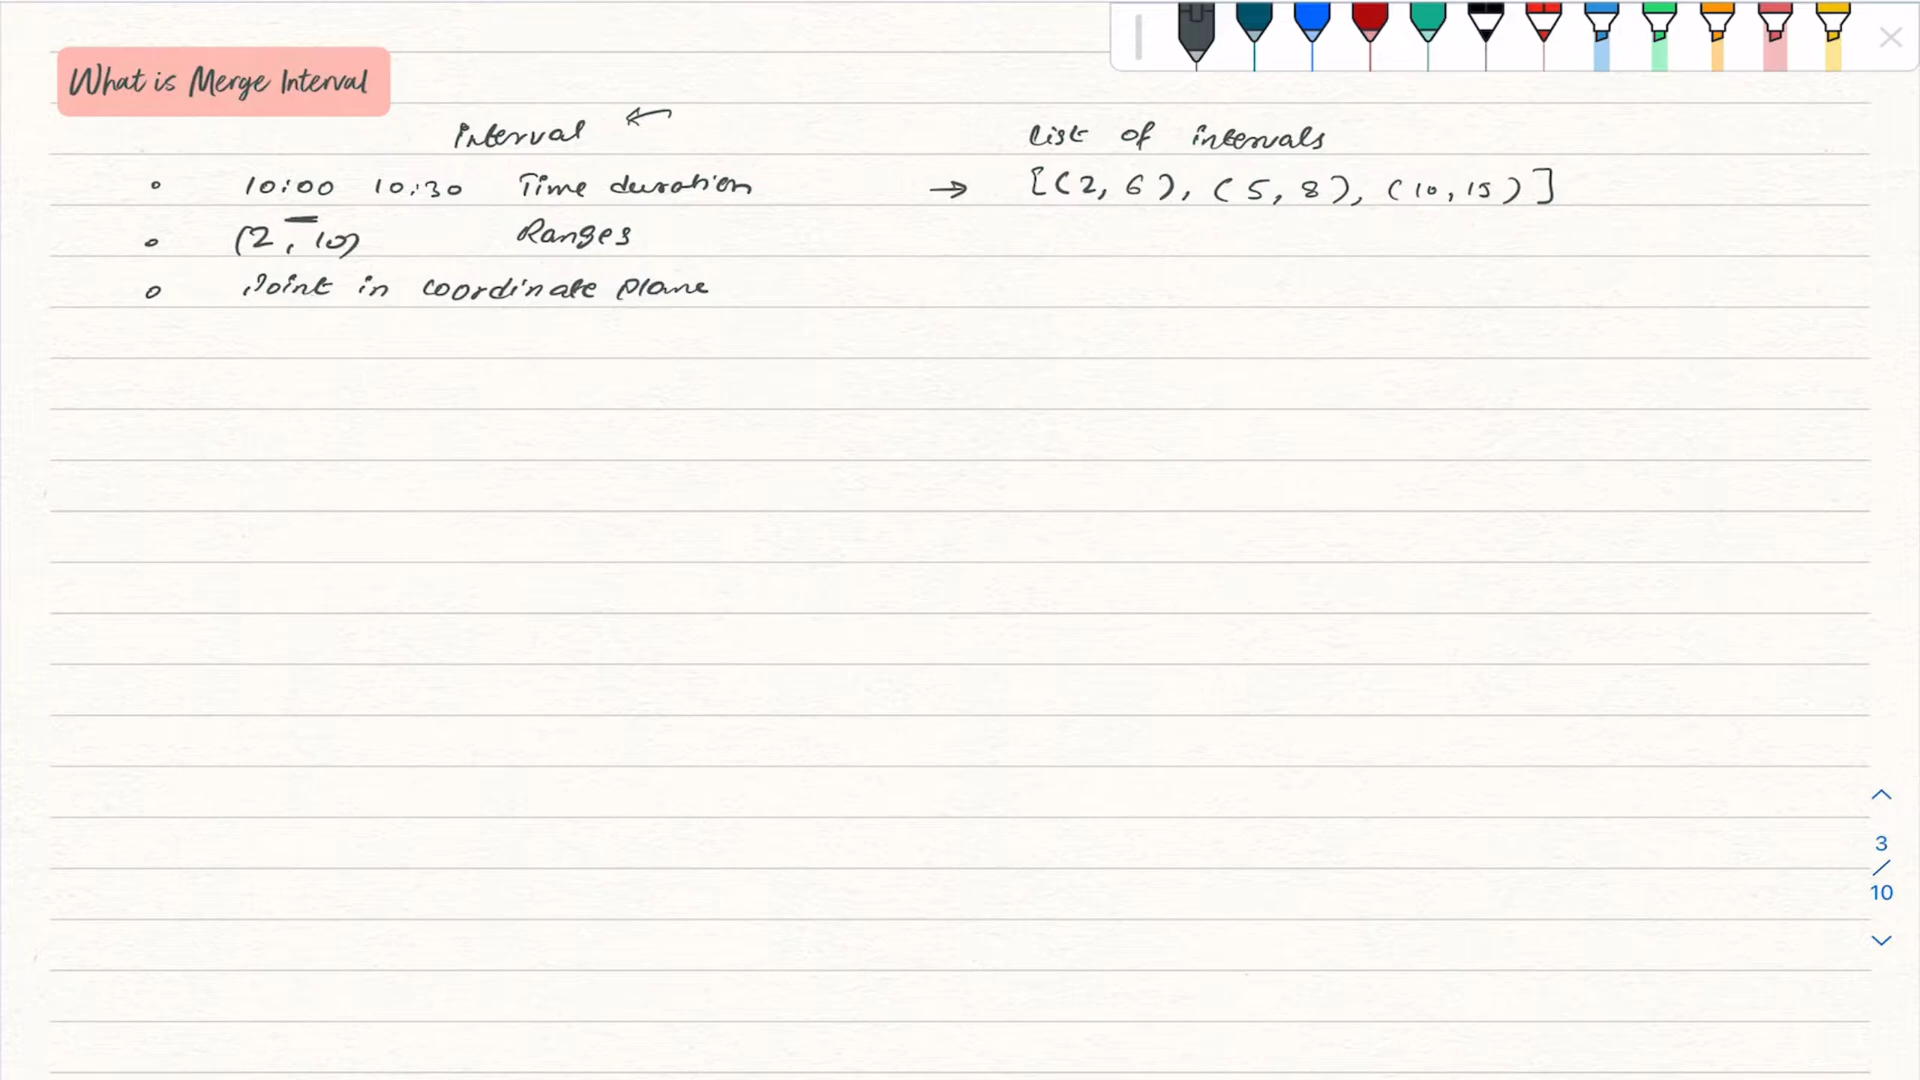 What is Merge Interval
Interval ←
10:00 10:30 Time duration
(2, 10) Ranges
Point in coordinate plane
List of intervals
→ [(2, 6), (5, 8), (10, 15)]
3
/
10